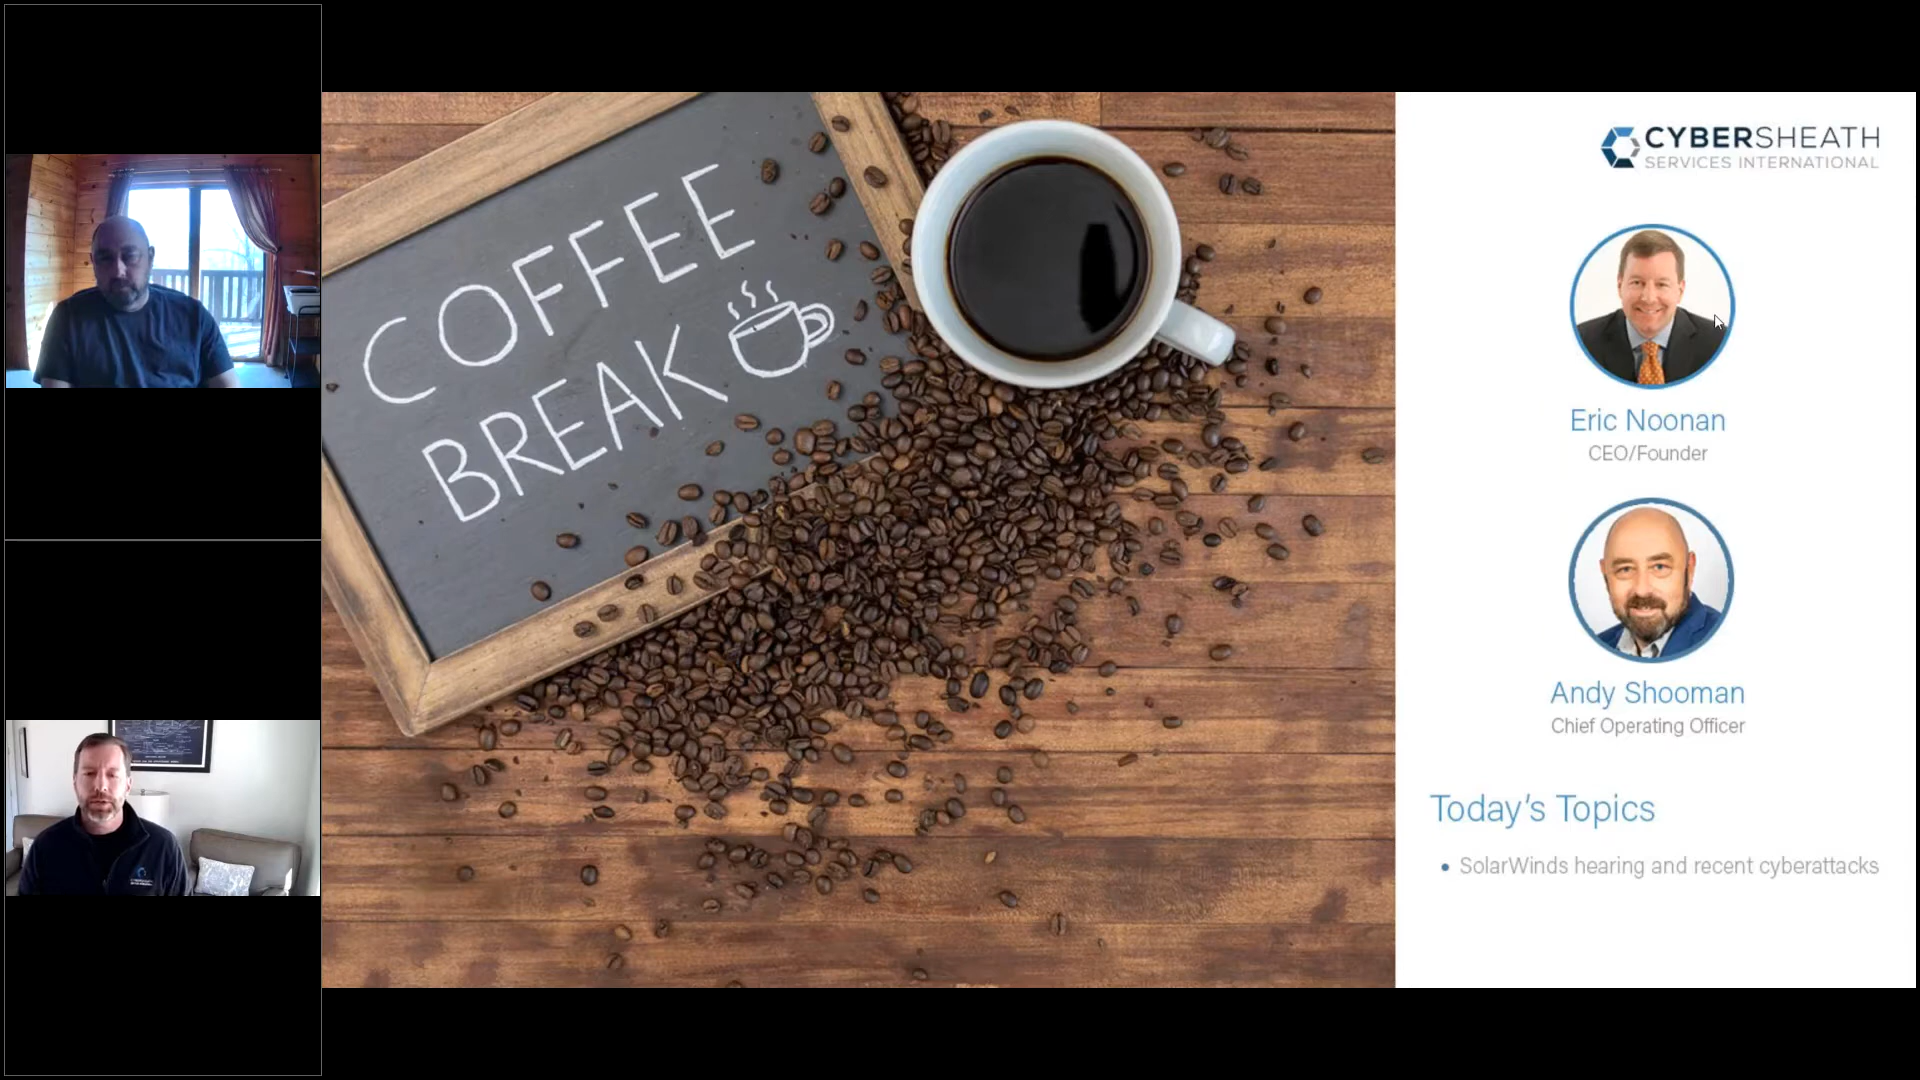 COFFEE
BREAK
CYBERSHEATH
SERVICES INTERNATIONAL
Eric Noonan
CEO/Founder
Andy Shooman
Chief Operating Officer
Today's Topics
• SolarWinds hearing and recent cyberattacks